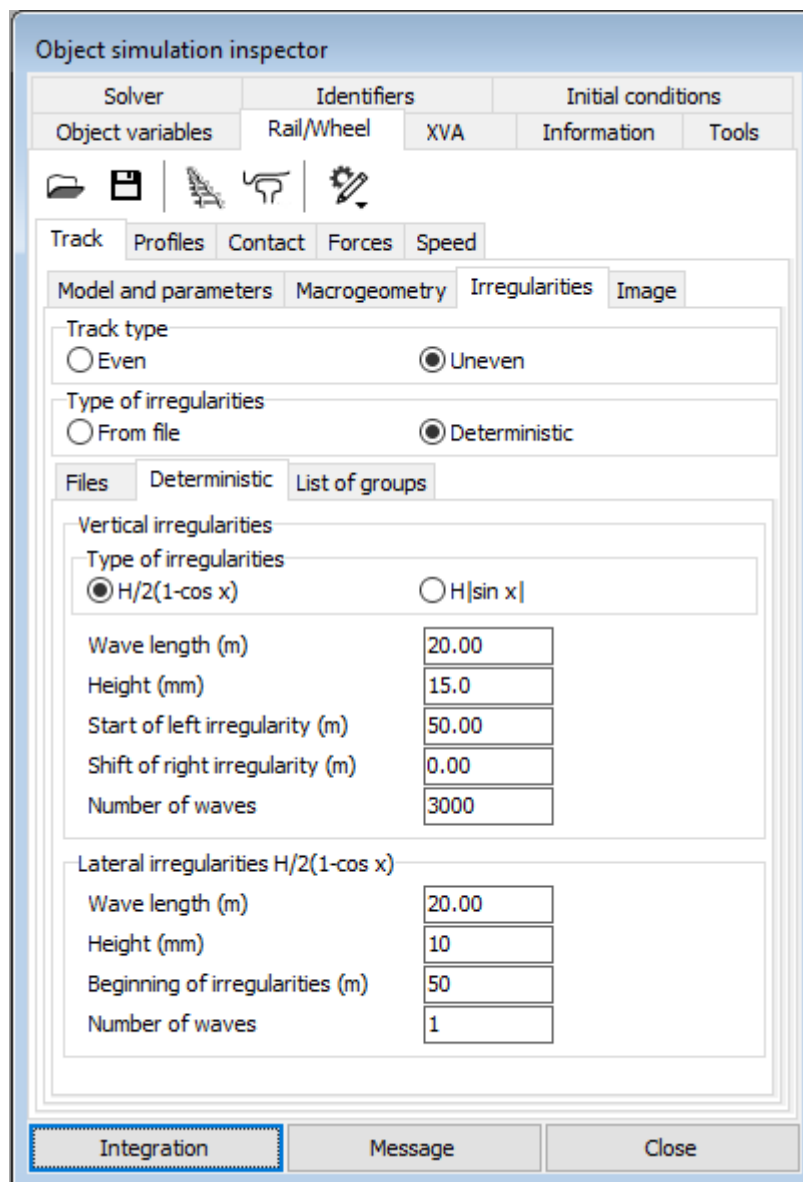 Object simulation inspector
Solver Identifiers Initial conditions
Object variables Rail/Wheel XVA Information Tools
Track Profiles Contact Forces Speed
Model and parameters Macrogeometry Irregularities Image
Track type
Even Uneven
Type of irregularities
From file Deterministic
Files Deterministic List of groups
Vertical irregularities
Type of irregularities
H/2(1-cos x) H|sin x|
Wave length (m) 20.00
Height (mm) 15.0
Start of left irregularity (m) 50.00
Shift of right irregularity (m) 0.00
Number of waves 3000
Lateral irregularities H/2(1-cos x)
Wave length (m) 20.00
Height (mm) 10
Beginning of irregularities (m) 50
Number of waves 1
Integration Message Close